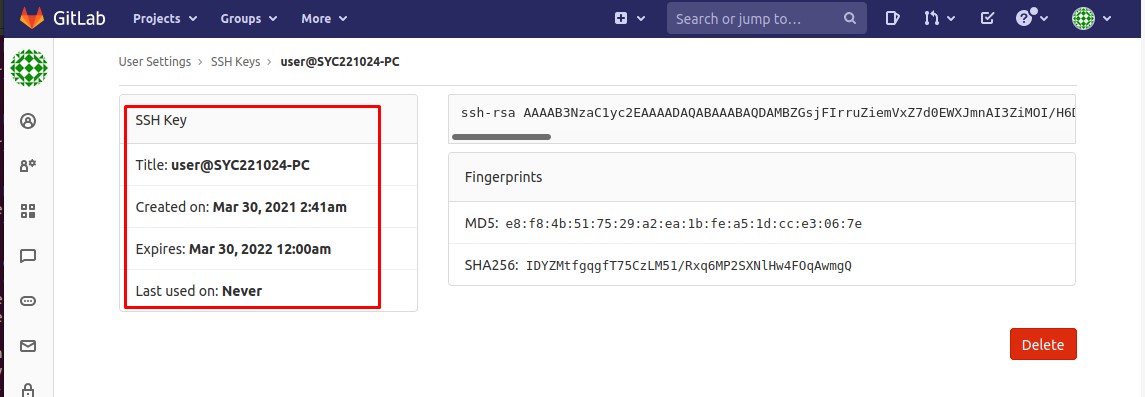 GitLab Projects Groups More Search or jump to...
User Settings > SSH Keys > user@SYC221024-PC
SSH Key
Title: user@SYC221024-PC
Created on: Mar 30, 2021 2:41am
Expires: Mar 30, 2022 12:00am
Last used on: Never
ssh-rsa AAAAB3NzaC1yc2EAAAADAQABAAABAQDAMBZGsjFIrruZiemVxZ7d0EWXJmnAI3ZiMOI/H6D
Fingerprints
MD5: e8:f8:4b:51:75:29:a2:ea:1b:fe:a5:1d:cc:e3:06:7e
SHA256: IDYZMtfgqgfT75CzLM51/Rxq6MP2SXNlHw4FOqAwmgQ
Delete